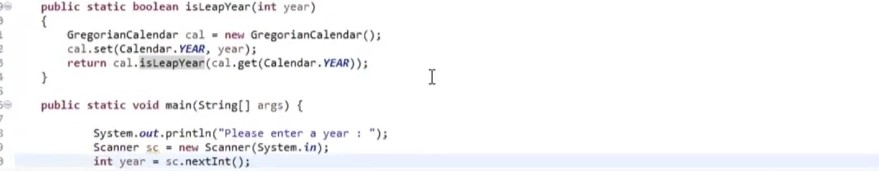 public static boolean isLeapYear(int year)
{
GregorianCalendar cal = new GregorianCalendar();
cal.set(Calendar.YEAR, year);
return cal.isLeapYear(cal.get(Calendar.YEAR));
}
public static void main(String[] args) {
System.out.println("Please enter a year : ");
Scanner sc = new Scanner(System.in);
int year = sc.nextInt();